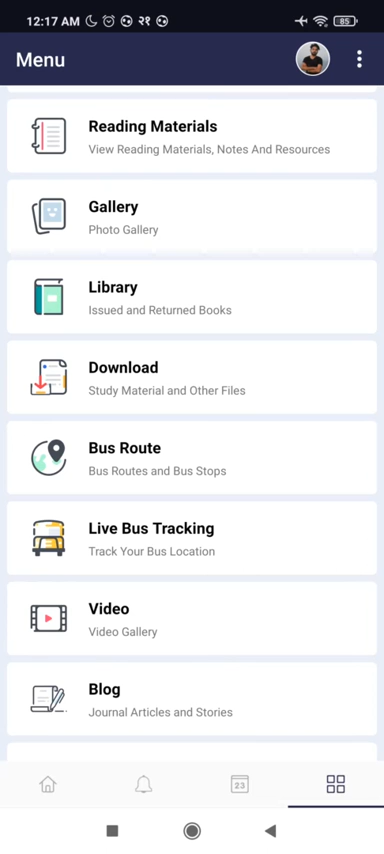 12:17 AM २१ 85
Menu
Reading Materials
View Reading Materials, Notes And Resources
Gallery
Photo Gallery
Library
Issued and Returned Books
Download
Study Material and Other Files
Bus Route
Bus Routes and Bus Stops
Live Bus Tracking
Track Your Bus Location
Video
Video Gallery
Blog
Journal Articles and Stories
23